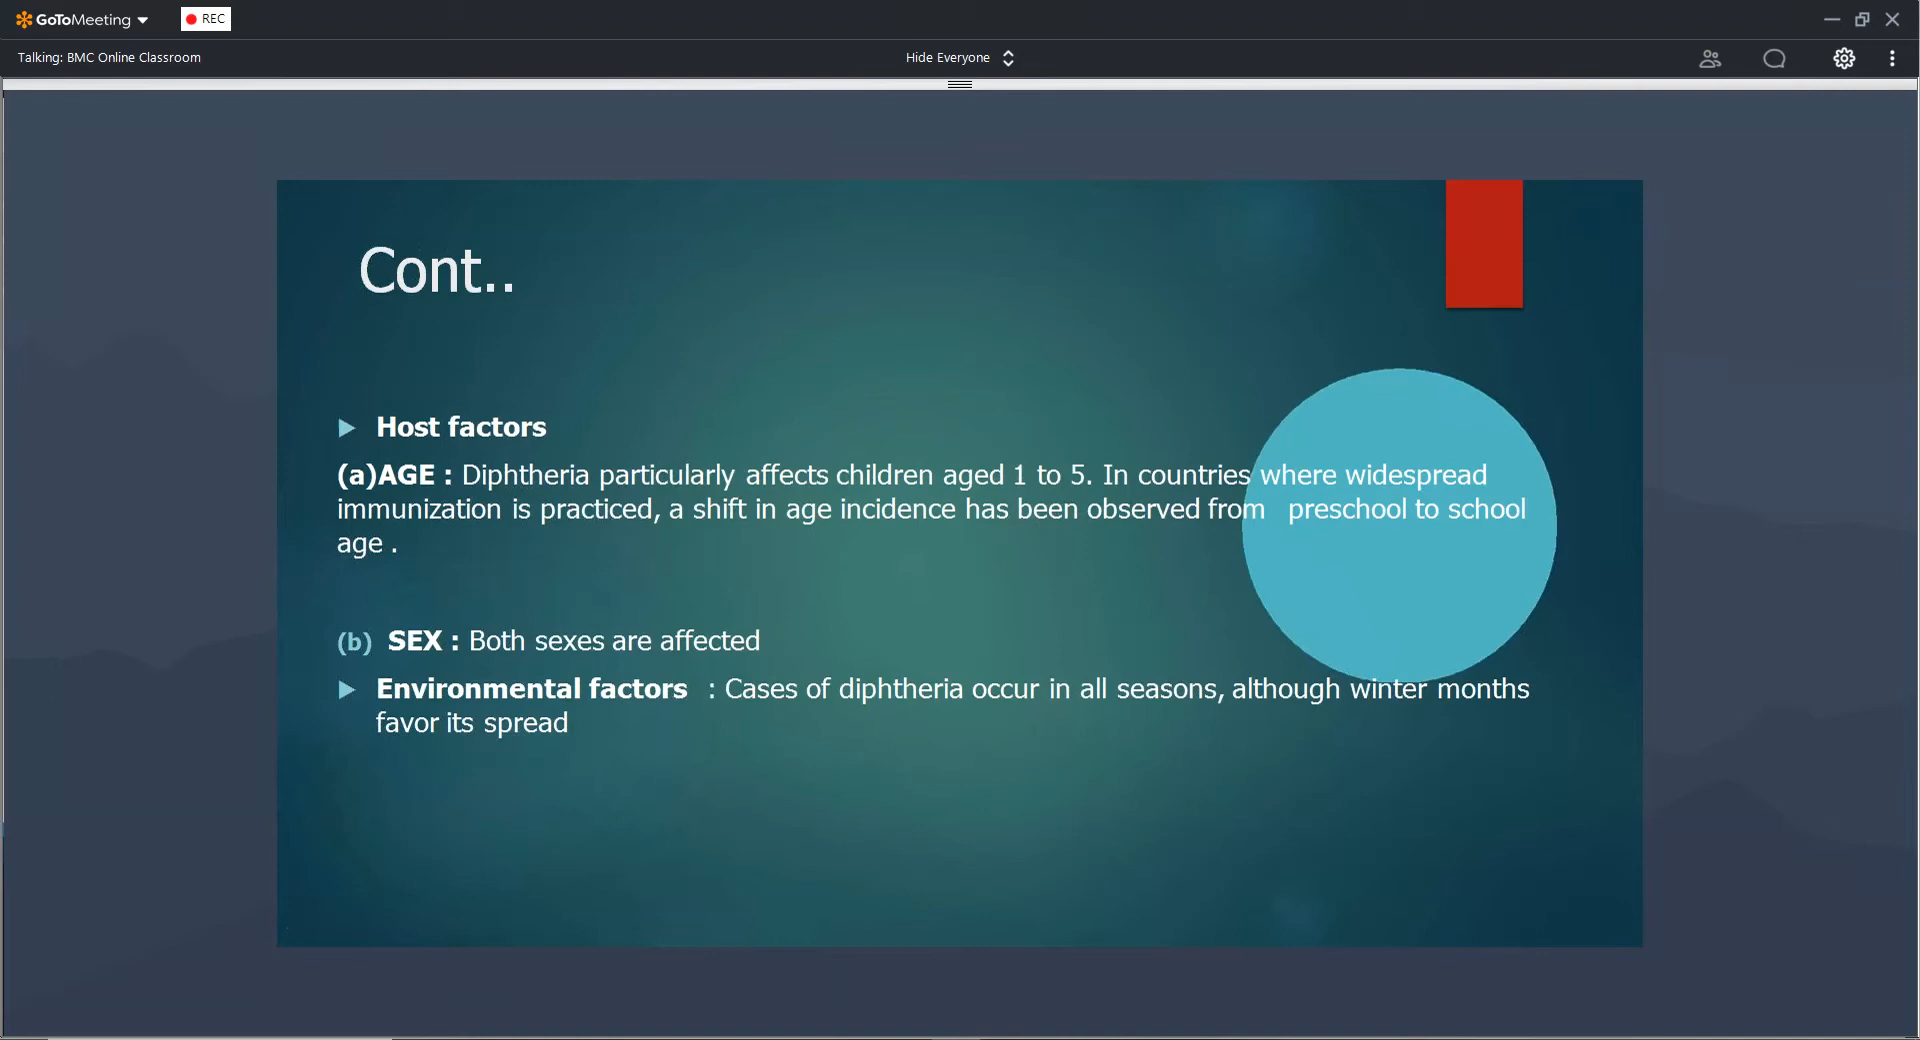 GoToMeeting
REC
Talking: BMC Online Classroom
Hide Everyone
Cont..
Host factors
(a)AGE : Diphtheria particularly affects children aged 1 to 5. In countries where widespread
immunization is practiced, a shift in age incidence has been observed from preschool to school
age .
(b) SEX : Both sexes are affected
Environmental factors : Cases of diphtheria occur in all seasons, although winter months
favor its spread